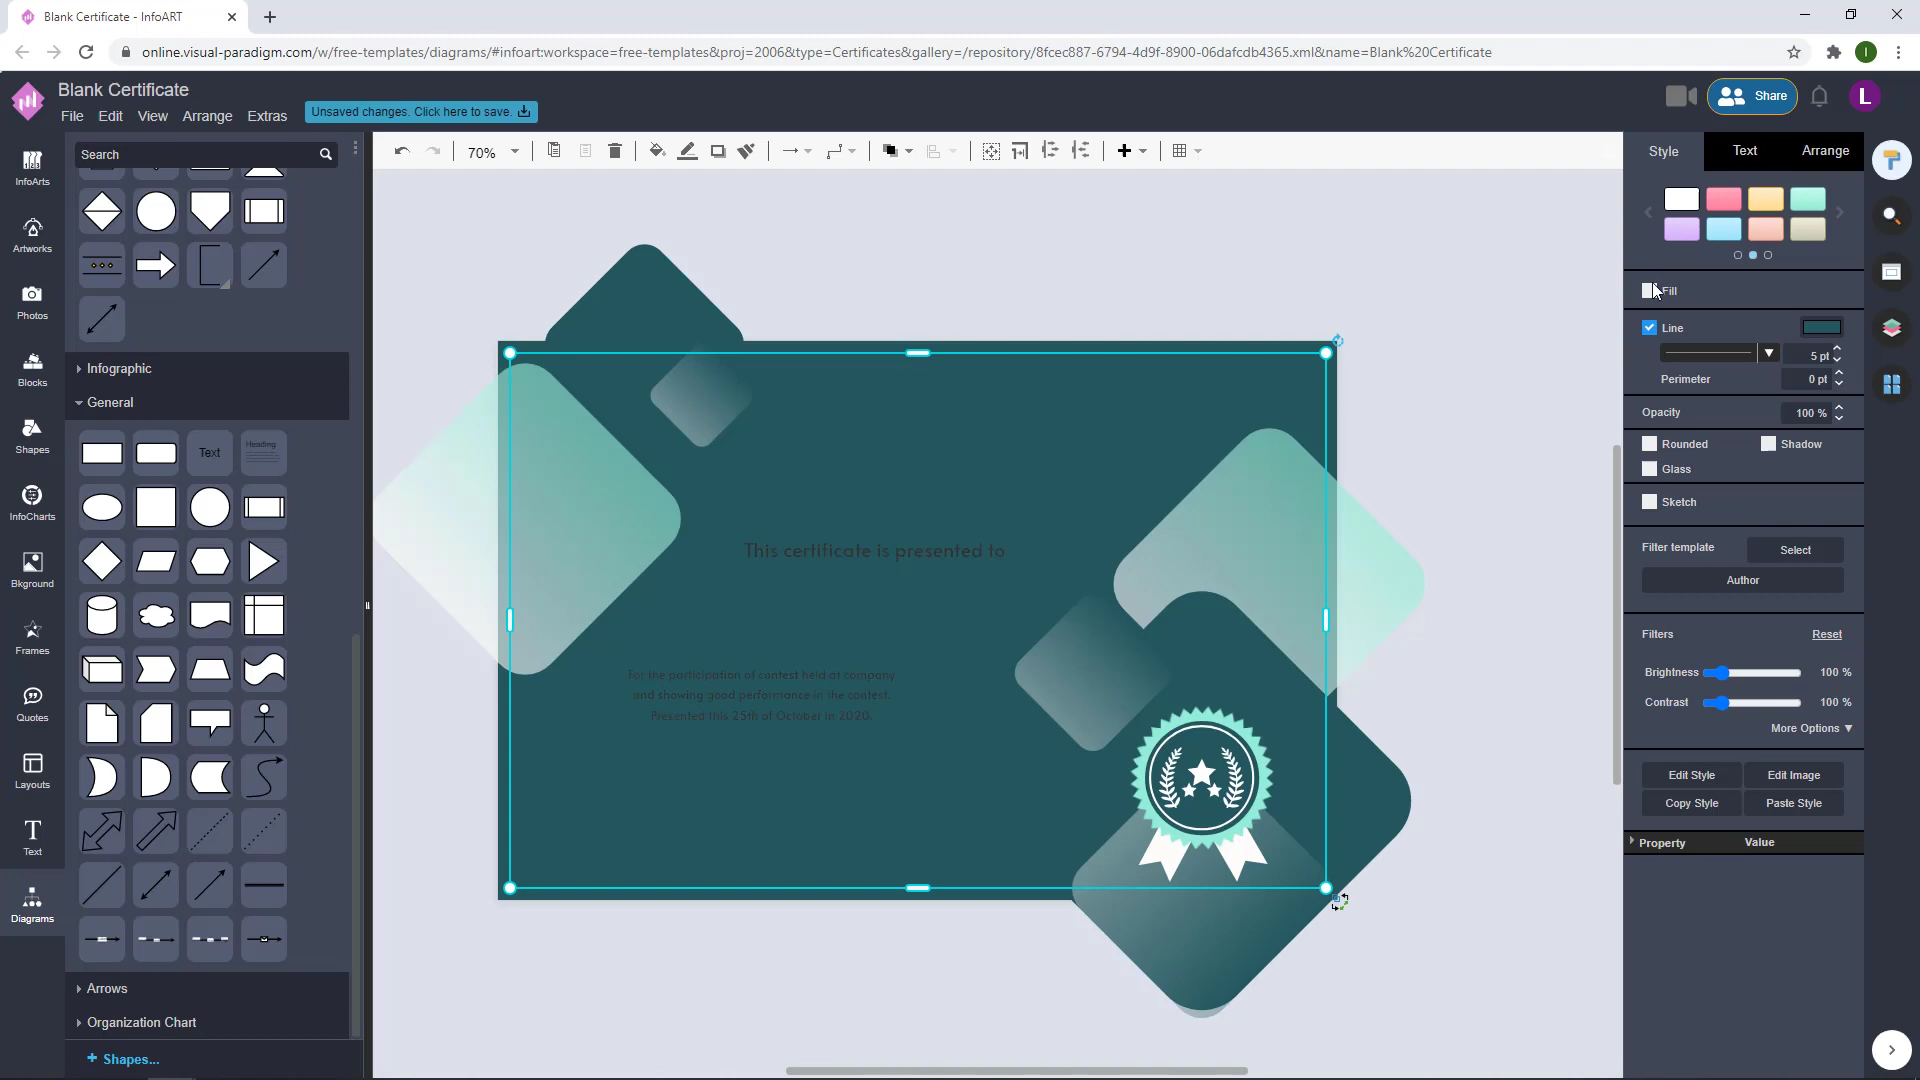 Blank Certificate - InfoART
online.visual-paradigm.com/w/free-templates/diagrams/#infoart:workspace=free-templates&proj=2006&type=Certificates&gallery=/repository/8fcec887-6794-4d9f-8900-06dafcdb4365.xml&name=Blank%20Certificate
I
Blank Certificate
File Edit View Arrange Extras
Unsaved changes. Click here to save.
Share
L
InfoArts
Artworks
Photos
Blocks
Shapes
InfoCharts
Bkground
Frames
Quotes
Layouts
Text
Diagrams
Search
Infographic
General
Text
Heading
Arrows
Organization Chart
+ Shapes...
70%
This certificate is presented to
For the participation of contest held at company
and showing good performance in the contest.
Presented this 25th of October in 2020.
Style Text Arrange
Fill
Line
5 pt
Perimeter 0 pt
Opacity 100 %
Rounded Shadow
Glass
Sketch
Filter template Select
Author
Filters Reset
Brightness 100 %
Contrast 100 %
More Options ▼
Edit Style Edit Image
Copy Style Paste Style
Property Value